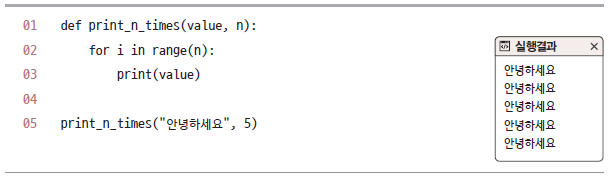 01 def print_n_times(value, n):
02     for i in range(n):
03         print(value)
04
05 print_n_times("안녕하세요", 5)
실행결과
안녕하세요
안녕하세요
안녕하세요
안녕하세요
안녕하세요